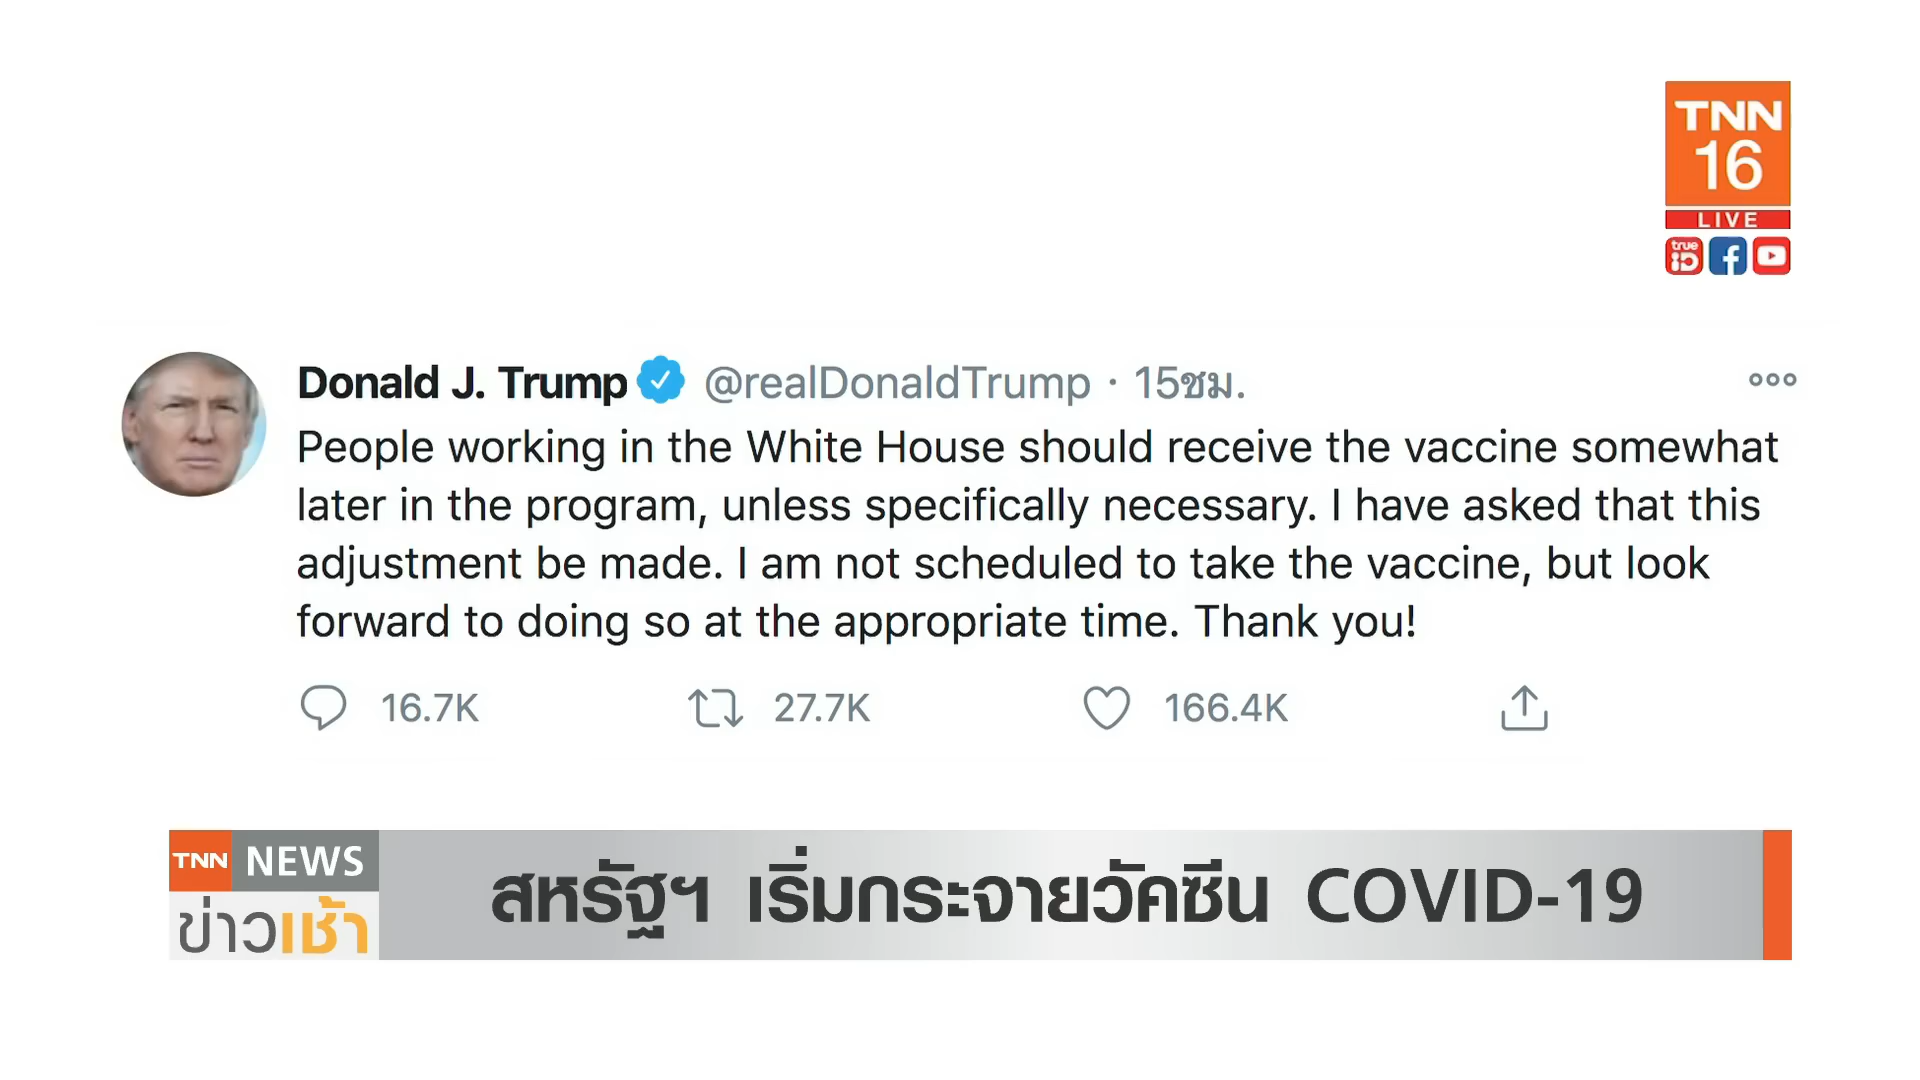 TNN
16
LIVE
true
iD
Donald J. Trump @realDonaldTrump · 15ชม.
People working in the White House should receive the vaccine somewhat
later in the program, unless specifically necessary. I have asked that this
adjustment be made. I am not scheduled to take the vaccine, but look
forward to doing so at the appropriate time. Thank you!
16.7K 27.7K 166.4K
TNN NEWS
ข่าวเช้า
สหรัฐฯ เริ่มกระจายวัคซีน COVID-19